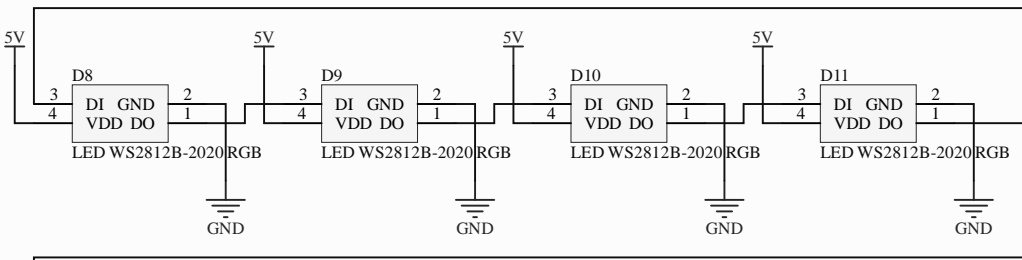 5V 5V 5V 5V
D8 D9 D10 D11
3 DI GND 2 3 DI GND 2 3 DI GND 2 3 DI GND 2
4 VDD DO 1 4 VDD DO 1 4 VDD DO 1 4 VDD DO 1
LED WS2812B-2020 RGB LED WS2812B-2020 RGB LED WS2812B-2020 RGB LED WS2812B-2020 RGB
GND GND GND GND